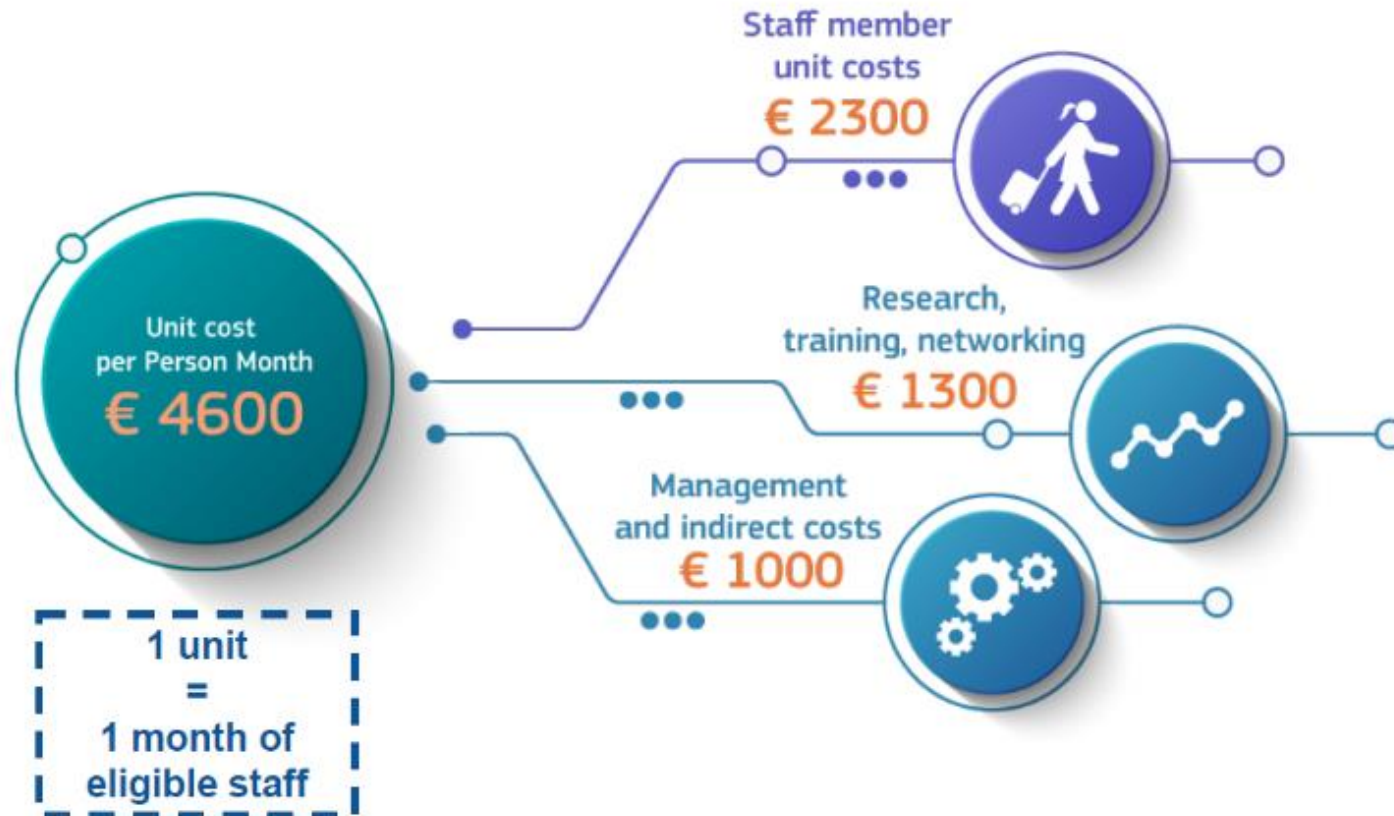 Staff member
unit costs
€ 2300
Unit cost
per Person Month
€ 4600
Research,
training, networking
€ 1300
Management
and indirect costs
€ 1000
1 unit
=
1 month of
eligible staff